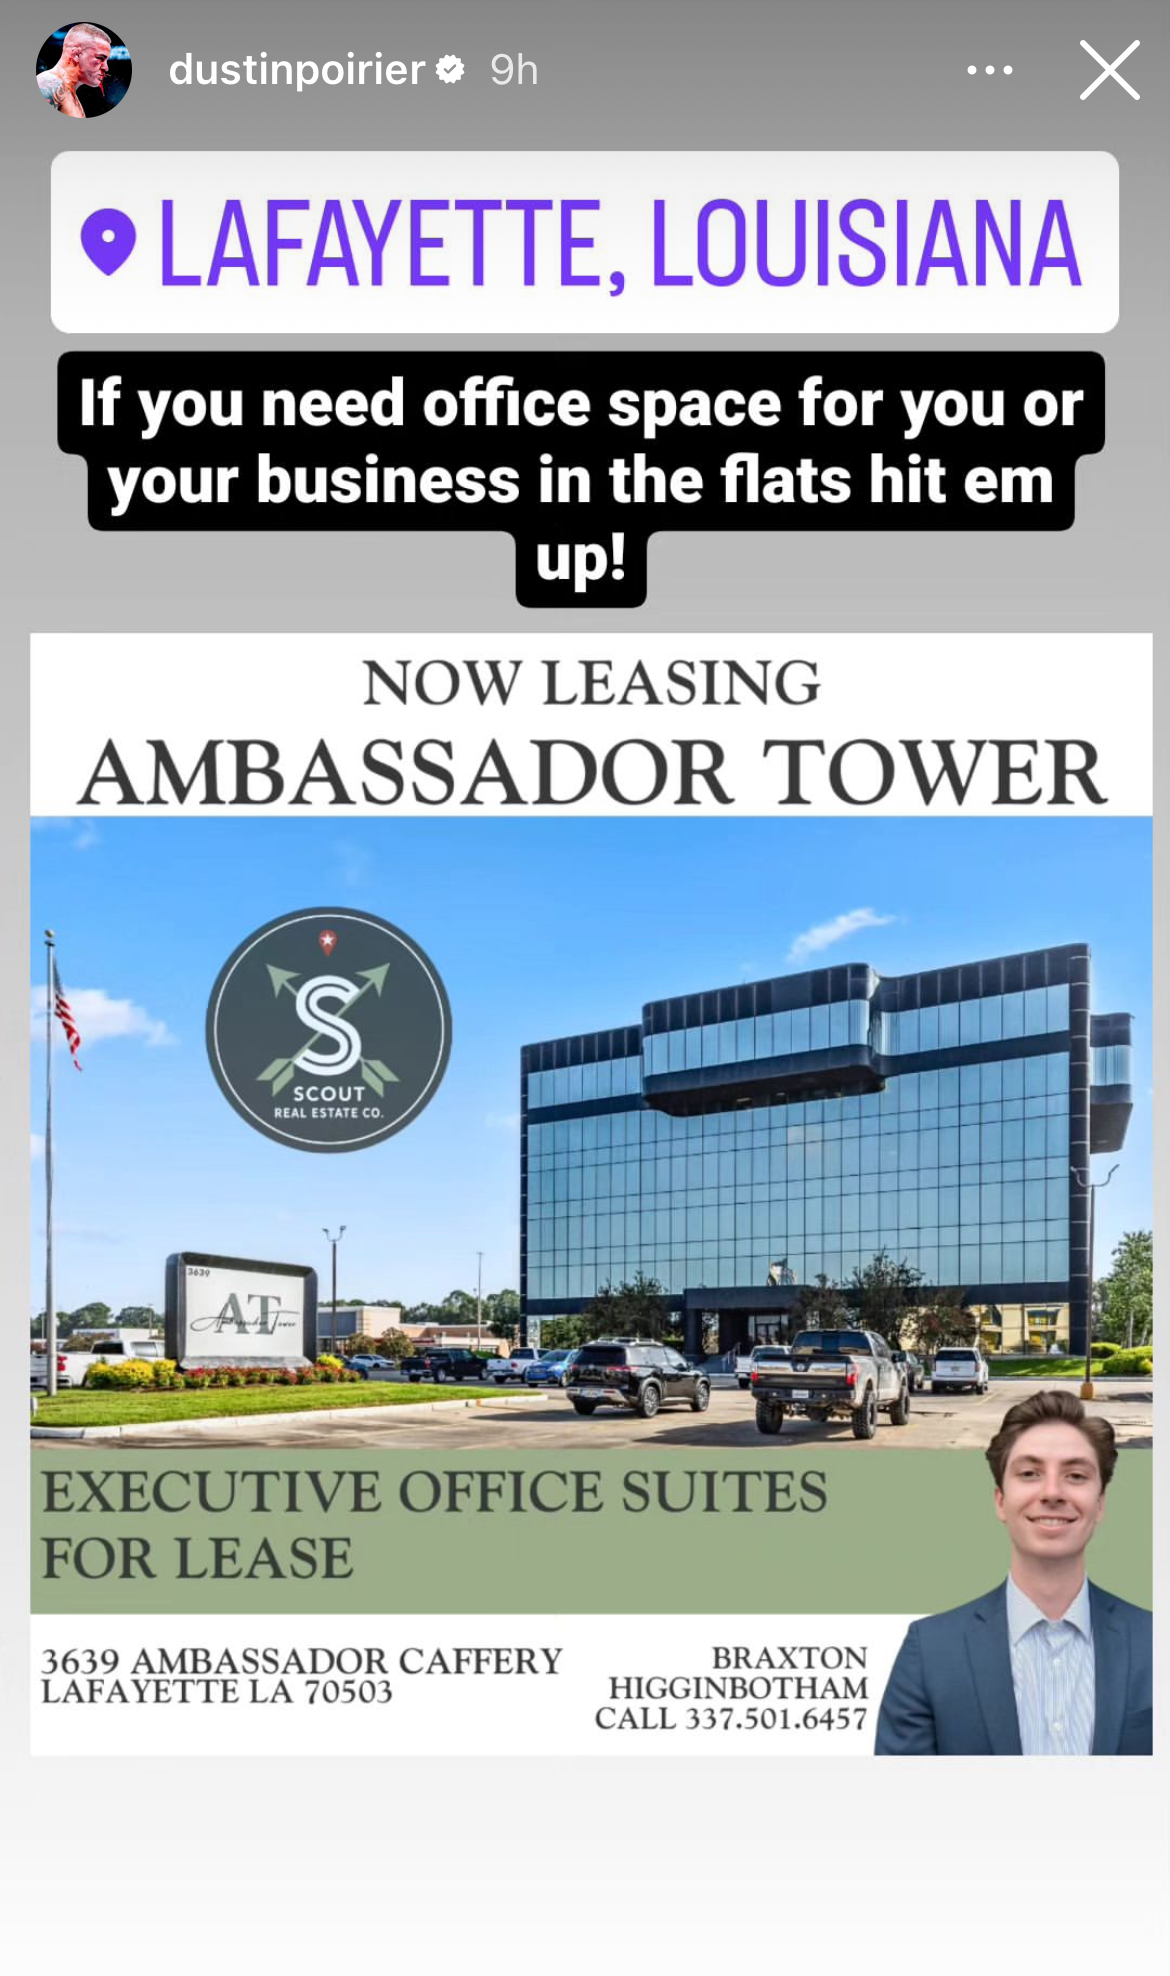 dustinpoirier 9h
LAFAYETTE, LOUISIANA
If you need office space for you or
your business in the flats hit em
up!
NOW LEASING
AMBASSADOR TOWER
S
SCOUT
REAL ESTATE CO.
3639
AT
Ambassador Tower
EXECUTIVE OFFICE SUITES
FOR LEASE
3639 AMBASSADOR CAFFERY
LAFAYETTE LA 70503
BRAXTON
HIGGINBOTHAM
CALL 337.501.6457